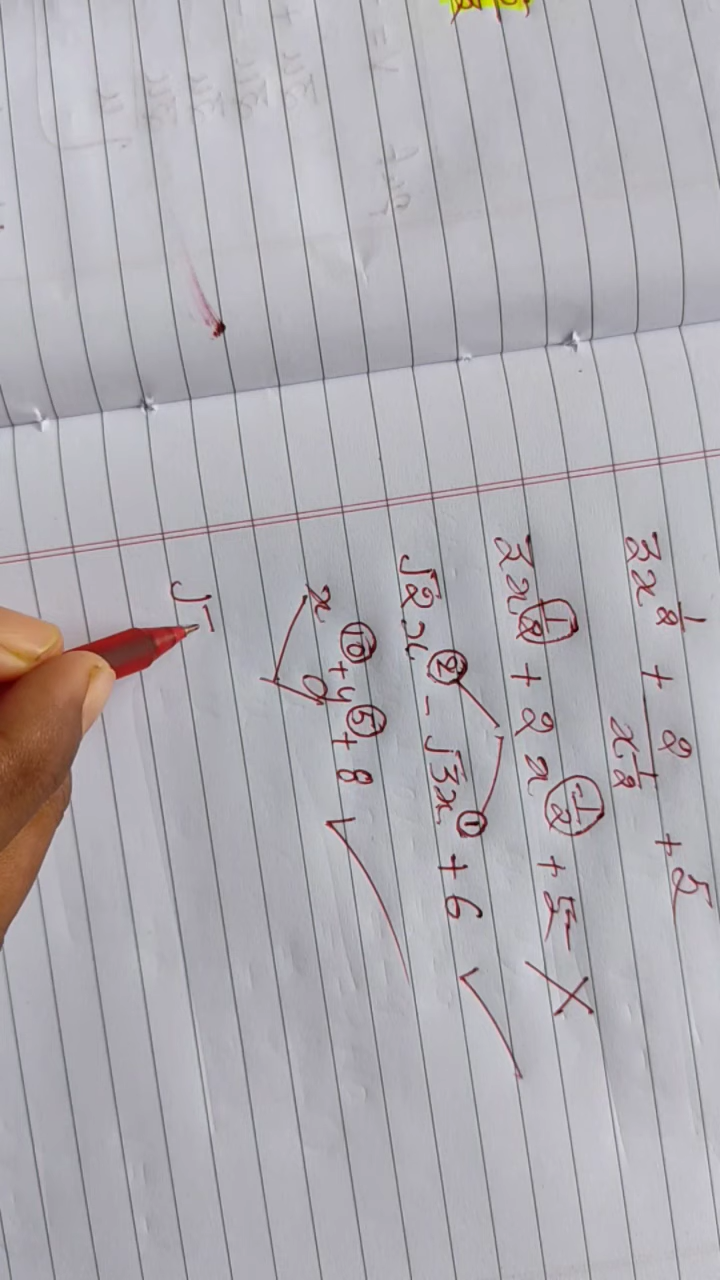 3x^{1/2} + 2/x^{1/2} + 5
3x^{1/2} + 2x^{-1/2} + 5 ✗
√2x^2 - √3x^1 + 6 ✓
x^10 + y^5 + 8 ✓
√